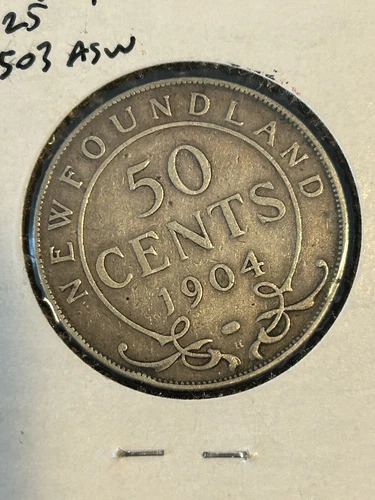 25
503 ASW
NEWFOUNDLAND
50
CENTS
1904
H